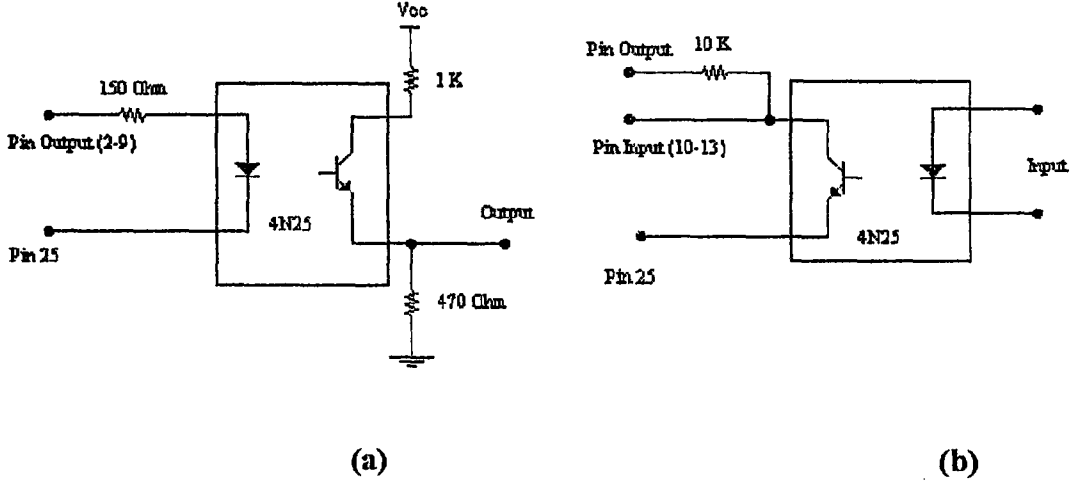 Vcc
150 Ohm
1 K
Pin Output (2-9)
4N25
Output
Pin 25
470 Ohm
(a)
Pin Output
10 K
Pin Input (10-13)
Input
4N25
Pin 25
(b)